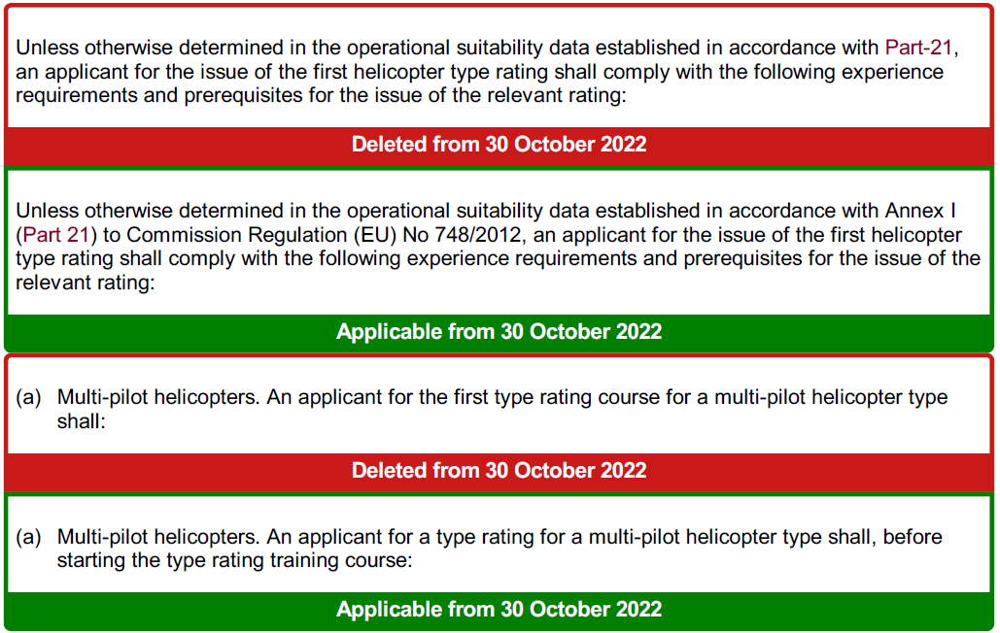 Unless otherwise determined in the operational suitability data established in accordance with Part-21,
an applicant for the issue of the first helicopter type rating shall comply with the following experience
requirements and prerequisites for the issue of the relevant rating:
Deleted from 30 October 2022
Unless otherwise determined in the operational suitability data established in accordance with Annex I
(Part 21) to Commission Regulation (EU) No 748/2012, an applicant for the issue of the first helicopter
type rating shall comply with the following experience requirements and prerequisites for the issue of the
relevant rating:
Applicable from 30 October 2022
(a) Multi-pilot helicopters. An applicant for the first type rating course for a multi-pilot helicopter type
shall:
Deleted from 30 October 2022
(a) Multi-pilot helicopters. An applicant for a type rating for a multi-pilot helicopter type shall, before
starting the type rating training course:
Applicable from 30 October 2022